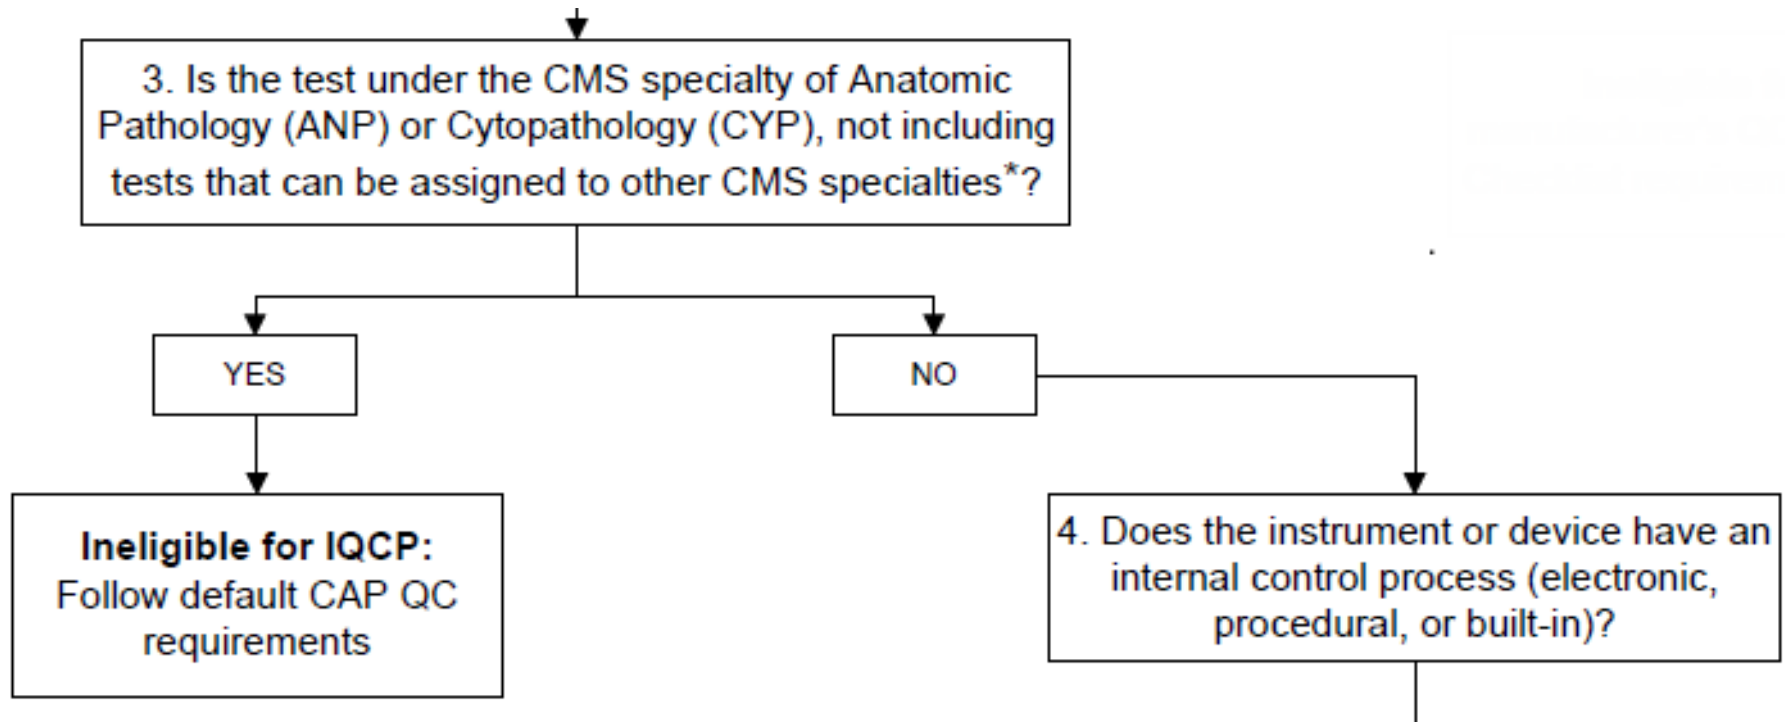 3. Is the test under the CMS specialty of Anatomic
Pathology (ANP) or Cytopathology (CYP), not including
tests that can be assigned to other CMS specialties*?
YES
NO
Ineligible for IQCP:
Follow default CAP QC
requirements
4. Does the instrument or device have an
internal control process (electronic,
procedural, or built-in)?